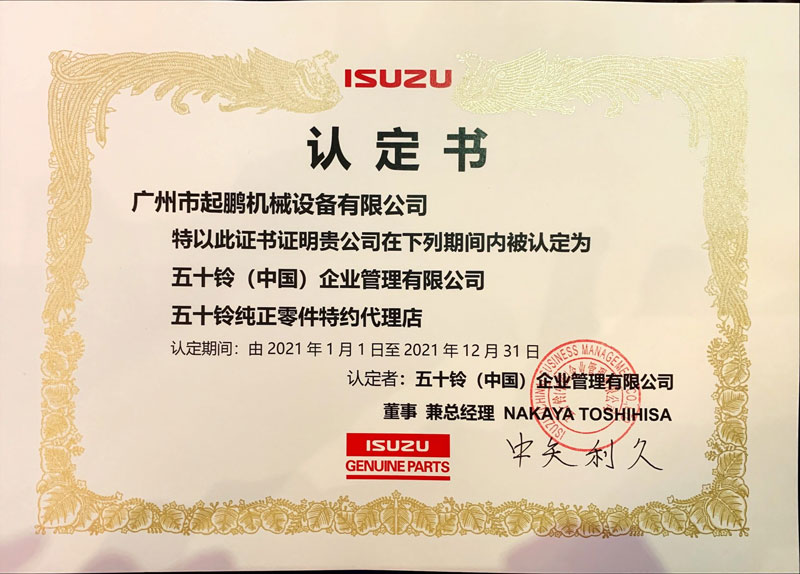 ISUZU
认定书
广州市起鹏机械设备有限公司
特以此证书证明贵公司在下列期间内被认定为
五十铃（中国）企业管理有限公司
五十铃纯正零件特约代理店
认定期间：由 2021 年 1 月 1 日至 2021 年 12 月 31 日
认定者：五十铃（中国）企业管理有限公司
董事 兼总经理 NAKAYA TOSHIHISA
中矢利久
ISUZU
GENUINE PARTS